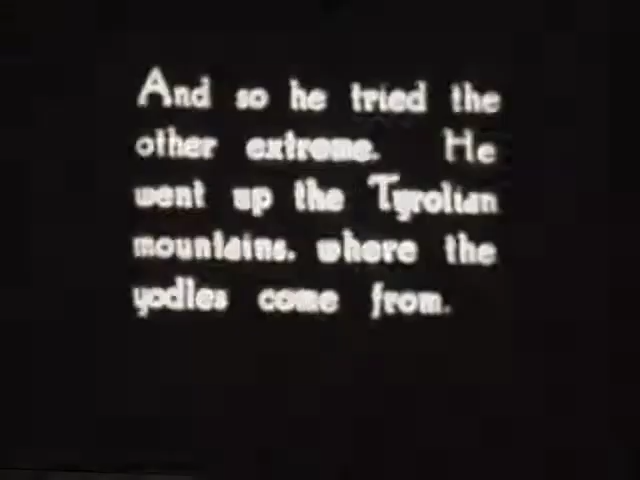 And so he tried the
other extreme. He
went up the Tyrolian
mountains, where the
yodles come from.